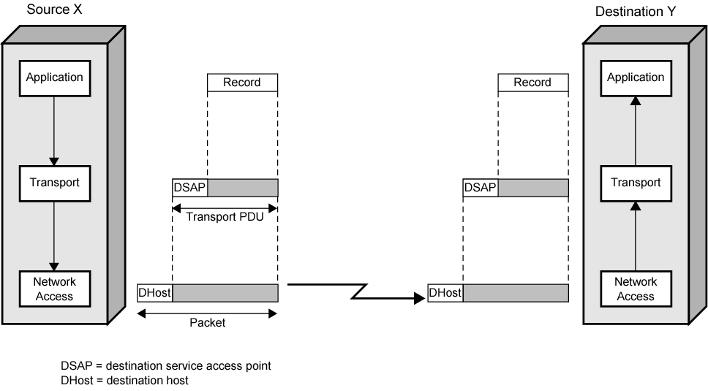 Source X
Destination Y
Application
Record
Record
Application
Transport
DSAP
DSAP
Transport
Transport PDU
Network
Access
DHost
DHost
Network
Access
Packet
DSAP = destination service access point
DHost = destination host